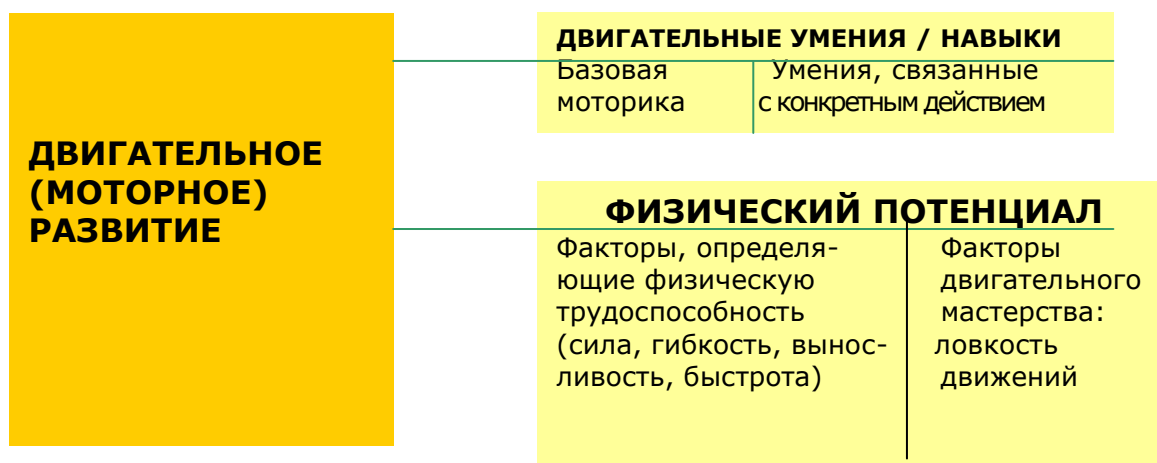 ДВИГАТЕЛЬНОЕ
(МОТОРНОЕ)
РАЗВИТИЕ
ДВИГАТЕЛЬНЫЕ УМЕНИЯ / НАВЫКИ
Базовая
моторика
Умения, связанные
с конкретным действием
ФИЗИЧЕСКИЙ ПОТЕНЦИАЛ
Факторы, определя-
ющие физическую
трудоспособность
(сила, гибкость, вынос-
ливость, быстрота)
Факторы
двигательного
мастерства:
ловкость
движений